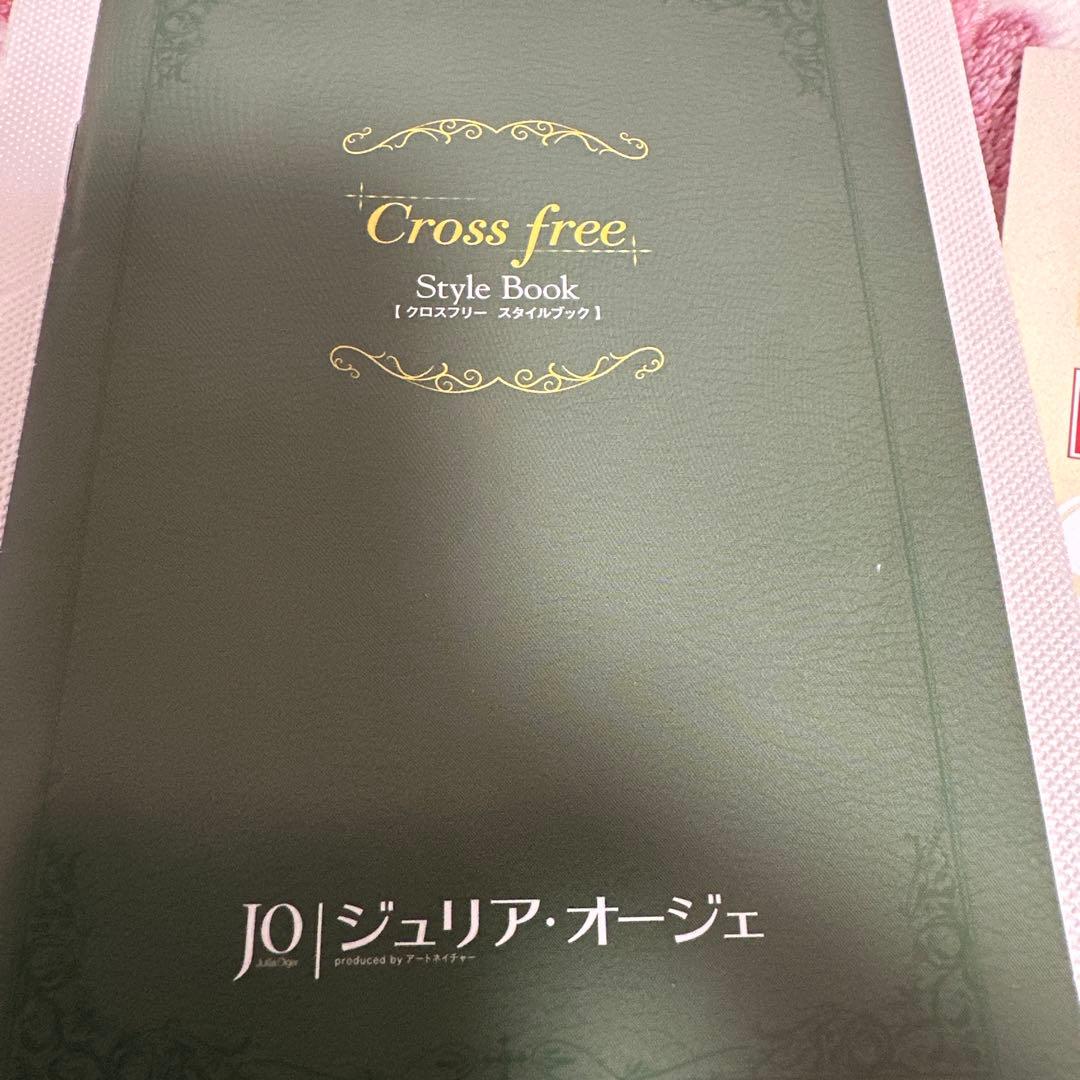 Cross free
Style Book
【クロスフリー スタイルブック】
JO ジュリア・オージェ
Julia Oger
produced by アートネイチャー